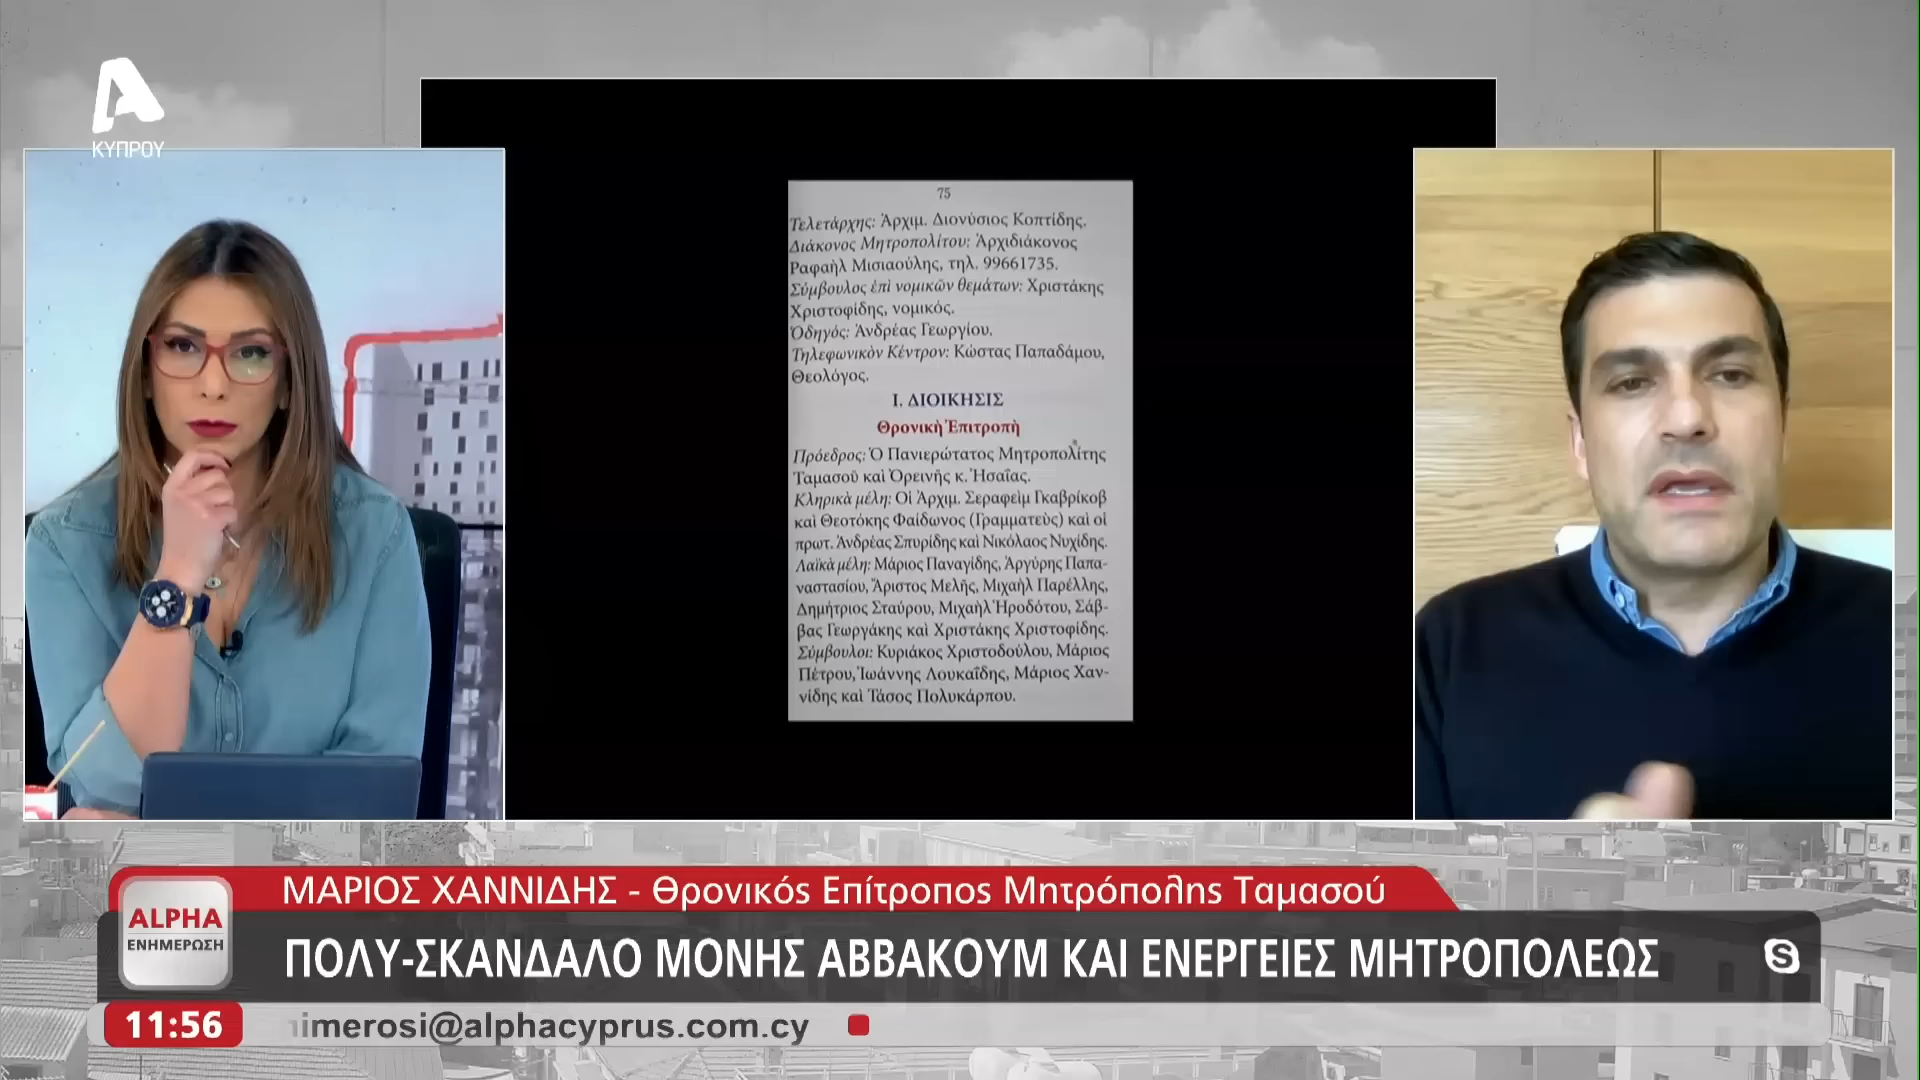 ΚΥΠΡΟΥ
75
Τελετάρχης: Ἀρχιμ. Διονύσιος Κοπτίδης.
Διάκονος Μητροπολίτου: Ἀρχιδιάκονος
Ραφαὴλ Μισιαούλης, τηλ. 99661735.
Σύμβουλος ἐπὶ νομικῶν θεμάτων: Χριστάκης
Χριστοφίδης, νομικός.
Ὁδηγός: Ἀνδρέας Γεωργίου.
Τηλεφωνικὸν Κέντρον: Κώστας Παπαδάμου,
Θεολόγος.
Ι. ΔΙΟΙΚΗΣΙΣ
Θρονικὴ Ἐπιτροπὴ
Πρόεδρος: Ὁ Πανιερώτατος Μητροπολίτης
Ταμασοῦ καὶ Ὀρεινῆς κ. Ἡσαΐας.
Κληρικὰ μέλη: Οἱ Ἀρχιμ. Σεραφεὶμ Γκαβρίκοβ
καὶ Θεοτόκης Φαίδωνος (Γραμματεὺς) καὶ οἱ
πρωτ. Ἀνδρέας Σπυρίδης καὶ Νικόλαος Νυχίδης.
Λαϊκὰ μέλη: Μάριος Παναγίδης, Ἀργύρης Παπα-
ναστασίου, Ἄριστος Μελῆς, Μιχαὴλ Παρέλλης,
Δημήτριος Σταύρου, Μιχαὴλ Ἡροδότου, Σάβ-
βας Γεωργάκης καὶ Χριστάκης Χριστοφίδης.
Σύμβουλοι: Κυριάκος Χριστοδούλου, Μάριος
Πέτρου, Ἰωάννης Λουκαΐδης, Μάριος Χαν-
νίδης καὶ Τάσος Πολυκάρπου.
ΜΑΡΙΟΣ ΧΑΝΝΙΔΗΣ - Θρονικός Επίτροπος Μητρόπολης Ταμασού
ALPHA
ΕΝΗΜΕΡΩΣΗ
ΠΟΛΥ-ΣΚΑΝΔΑΛΟ ΜΟΝΗΣ ΑΒΒΑΚΟΥΜ ΚΑΙ ΕΝΕΡΓΕΙΕΣ ΜΗΤΡΟΠΟΛΕΩΣ
11:56
nimerosi@alphacyprus.com.cy